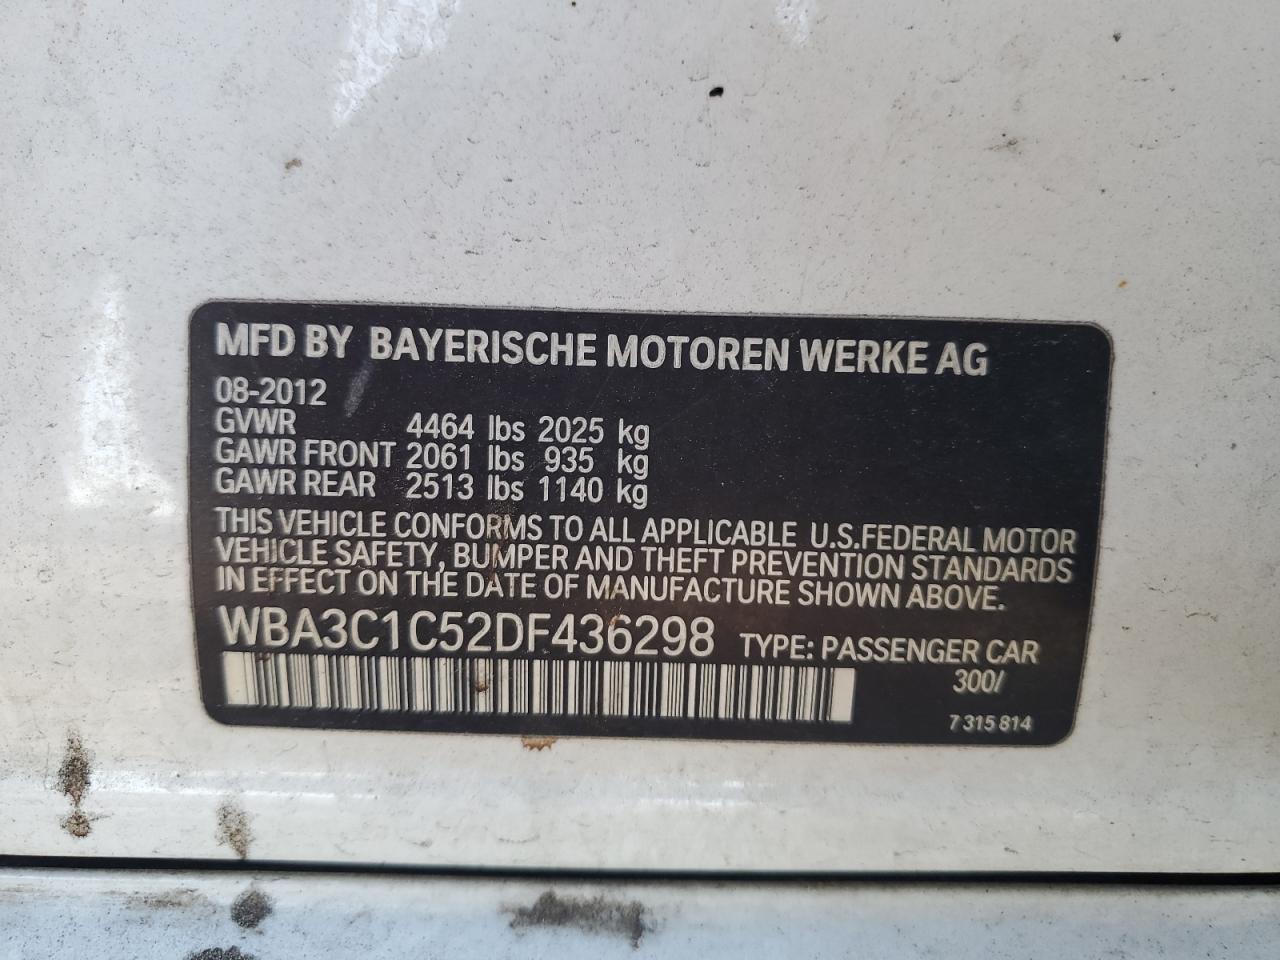 MFD BY BAYERISCHE MOTOREN WERKE AG
08-2012
GVWR 4464 lbs 2025 kg
GAWR FRONT 2061 lbs 935 kg
GAWR REAR 2513 lbs 1140 kg
THIS VEHICLE CONFORMS TO ALL APPLICABLE U.S.FEDERAL MOTOR
VEHICLE SAFETY, BUMPER AND THEFT PREVENTION STANDARDS
IN EFFECT ON THE DATE OF MANUFACTURE SHOWN ABOVE.
WBA3C1C52DF436298 TYPE: PASSENGER CAR
300/
7 315 814